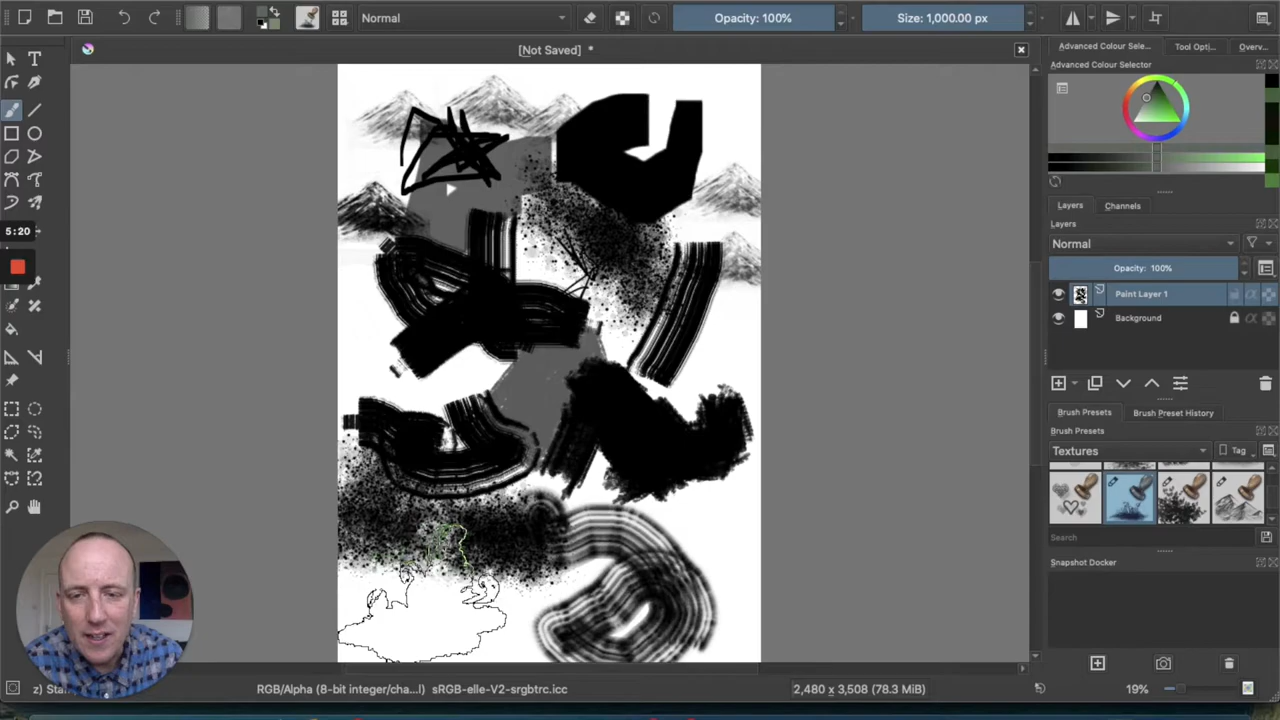 Normal
Opacity: 100%
Size: 1,000.00 px
[Not Saved] *
Advanced Colour Sele...
Tool Opti...
Overv...
Advanced Colour Selector
Layers
Channels
Layers
Normal
Opacity: 100%
Paint Layer 1
Background
5:20
Brush Presets
Brush Preset History
Brush Presets
Textures
Tag
Search
Snapshot Docker
RGB/Alpha (8-bit integer/cha...l) sRGB-elle-V2-srgbtrc.icc
2,480 x 3,508 (78.3 MiB)
19%